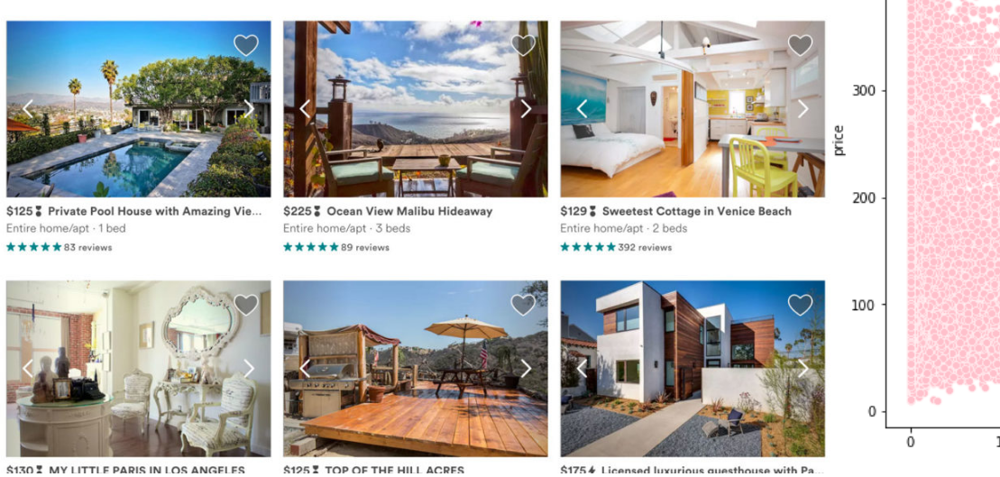 $125 Private Pool House with Amazing Vie...
Entire home/apt · 1 bed
83 reviews
$225 Ocean View Malibu Hideaway
Entire home/apt · 3 beds
89 reviews
$129 Sweetest Cottage in Venice Beach
Entire home/apt · 2 beds
392 reviews
$130 MY LITTLE PARIS IN LOS ANGELES
$125 TOP OF THE HILL ACRES
$175 Licensed luxurious guesthouse with Pa...
price
300
200
100
0
0
1